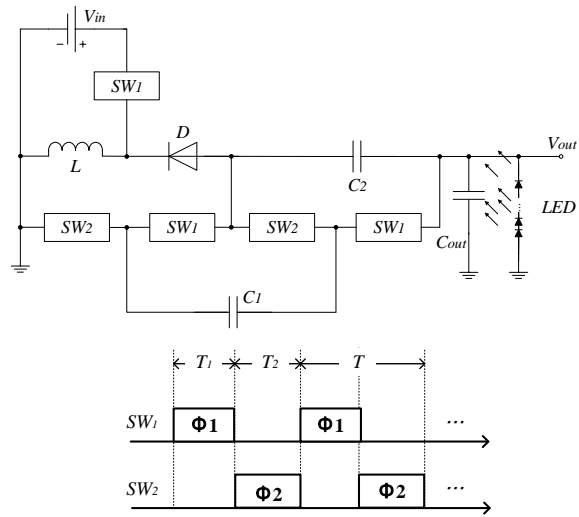 Vin
− +
SW1
D
L
Vout
C2
SW2
SW1
SW2
SW1
Cout
LED
C1
T1
T2
T
SW1
Φ1
Φ1
...
SW2
Φ2
Φ2
...